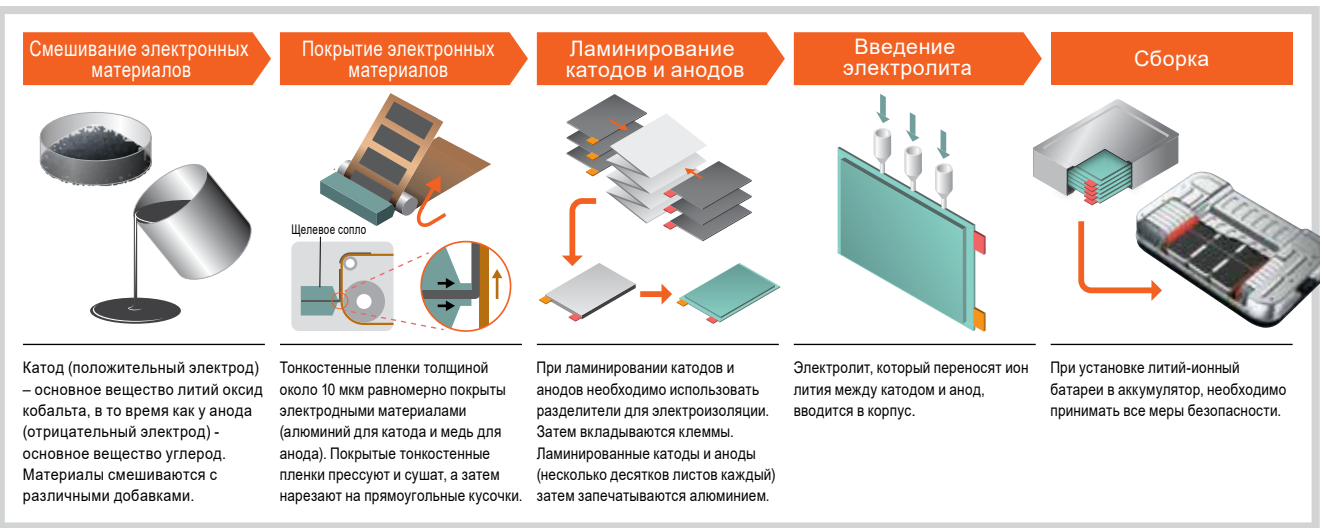 Смешивание электронных
материалов
Покрытие электронных
материалов
Ламинирование
катодов и анодов
Введение
электролита
Сборка
Щелевое сопло
Катод (положительный электрод)
– основное вещество литий оксид
кобальта, в то время как у анода
(отрицательный электрод) -
основное вещество углерод.
Материалы смешиваются с
различными добавками.
Тонкостенные пленки толщиной
около 10 мкм равномерно покрыты
электродными материалами
(алюминий для катода и медь для
анода). Покрытые тонкостенные
пленки прессуют и сушат, а затем
нарезают на прямоугольные кусочки.
При ламинировании катодов и
анодов необходимо использовать
разделители для электроизоляции.
Затем вкладываются клеммы.
Ламинированные катоды и аноды
(несколько десятков листов каждый)
затем запечатываются алюминием.
Электролит, который переносят ион
лития между катодом и анод,
вводится в корпус.
При установке литий-ионный
батареи в аккумулятор, необходимо
принимать все меры безопасности.